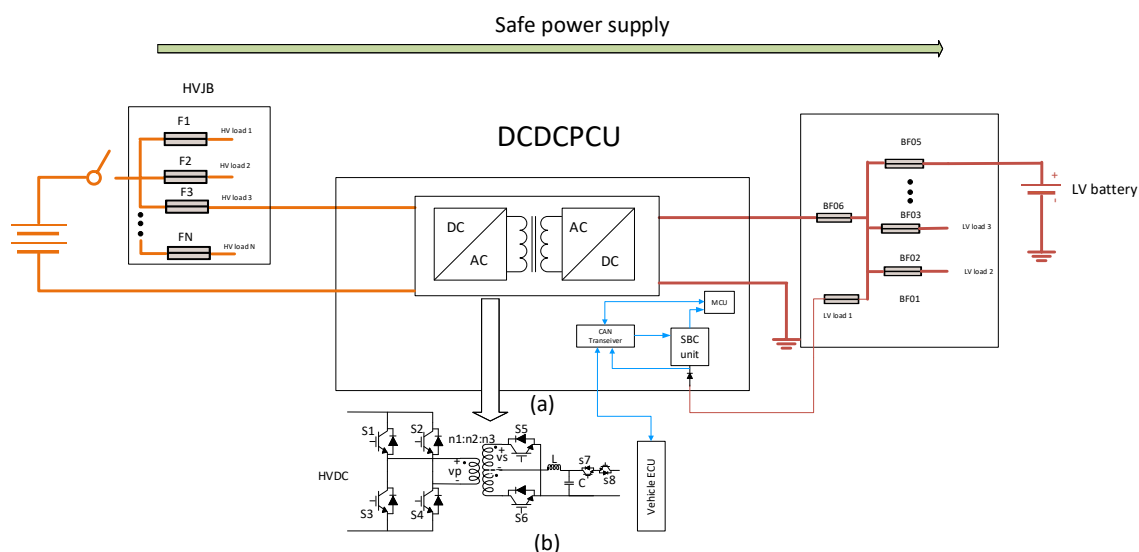 Safe power supply
HVJB
F1
HV load 1
F2
HV load 2
F3
HV load 3
FN
HV load N
DCDCPCU
DC
AC
AC
DC
MCU
CAN
Transeiver
SBC
unit
BF05
BF06
BF03
LV load 3
BF02
LV load 2
BF01
LV load 1
+
-
LV battery
(a)
S1
S2
n1:n2:n3
S5
+
vp
-
+
vs
-
L
s7
C
s8
HVDC
S3
S4
S6
Vehicle ECU
(b)